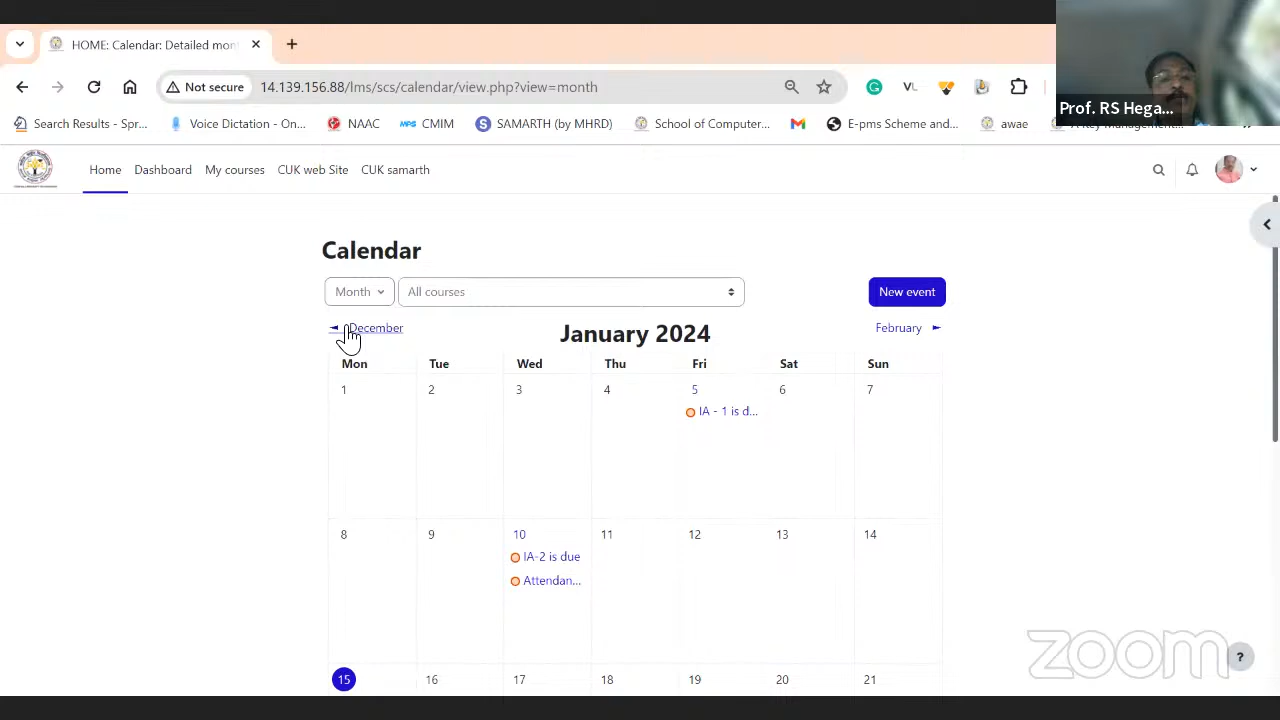 HOME: Calendar: Detailed mon
Not secure 14.139.156.88/lms/scs/calendar/view.php?view=month
Search Results - Spr... Voice Dictation - On... NAAC CMIM SAMARTH (by MHRD) School of Computer... E-pms Scheme and... awae
Prof. RS Hega...
Home Dashboard My courses CUK web Site CUK samarth
Calendar
Month All courses New event
◄ December January 2024 February ►
Mon Tue Wed Thu Fri Sat Sun
1 2 3 4 5 6 7
IA - 1 is d...
8 9 10 11 12 13 14
IA-2 is due
Attendan...
15 16 17 18 19 20 21
zoom
?